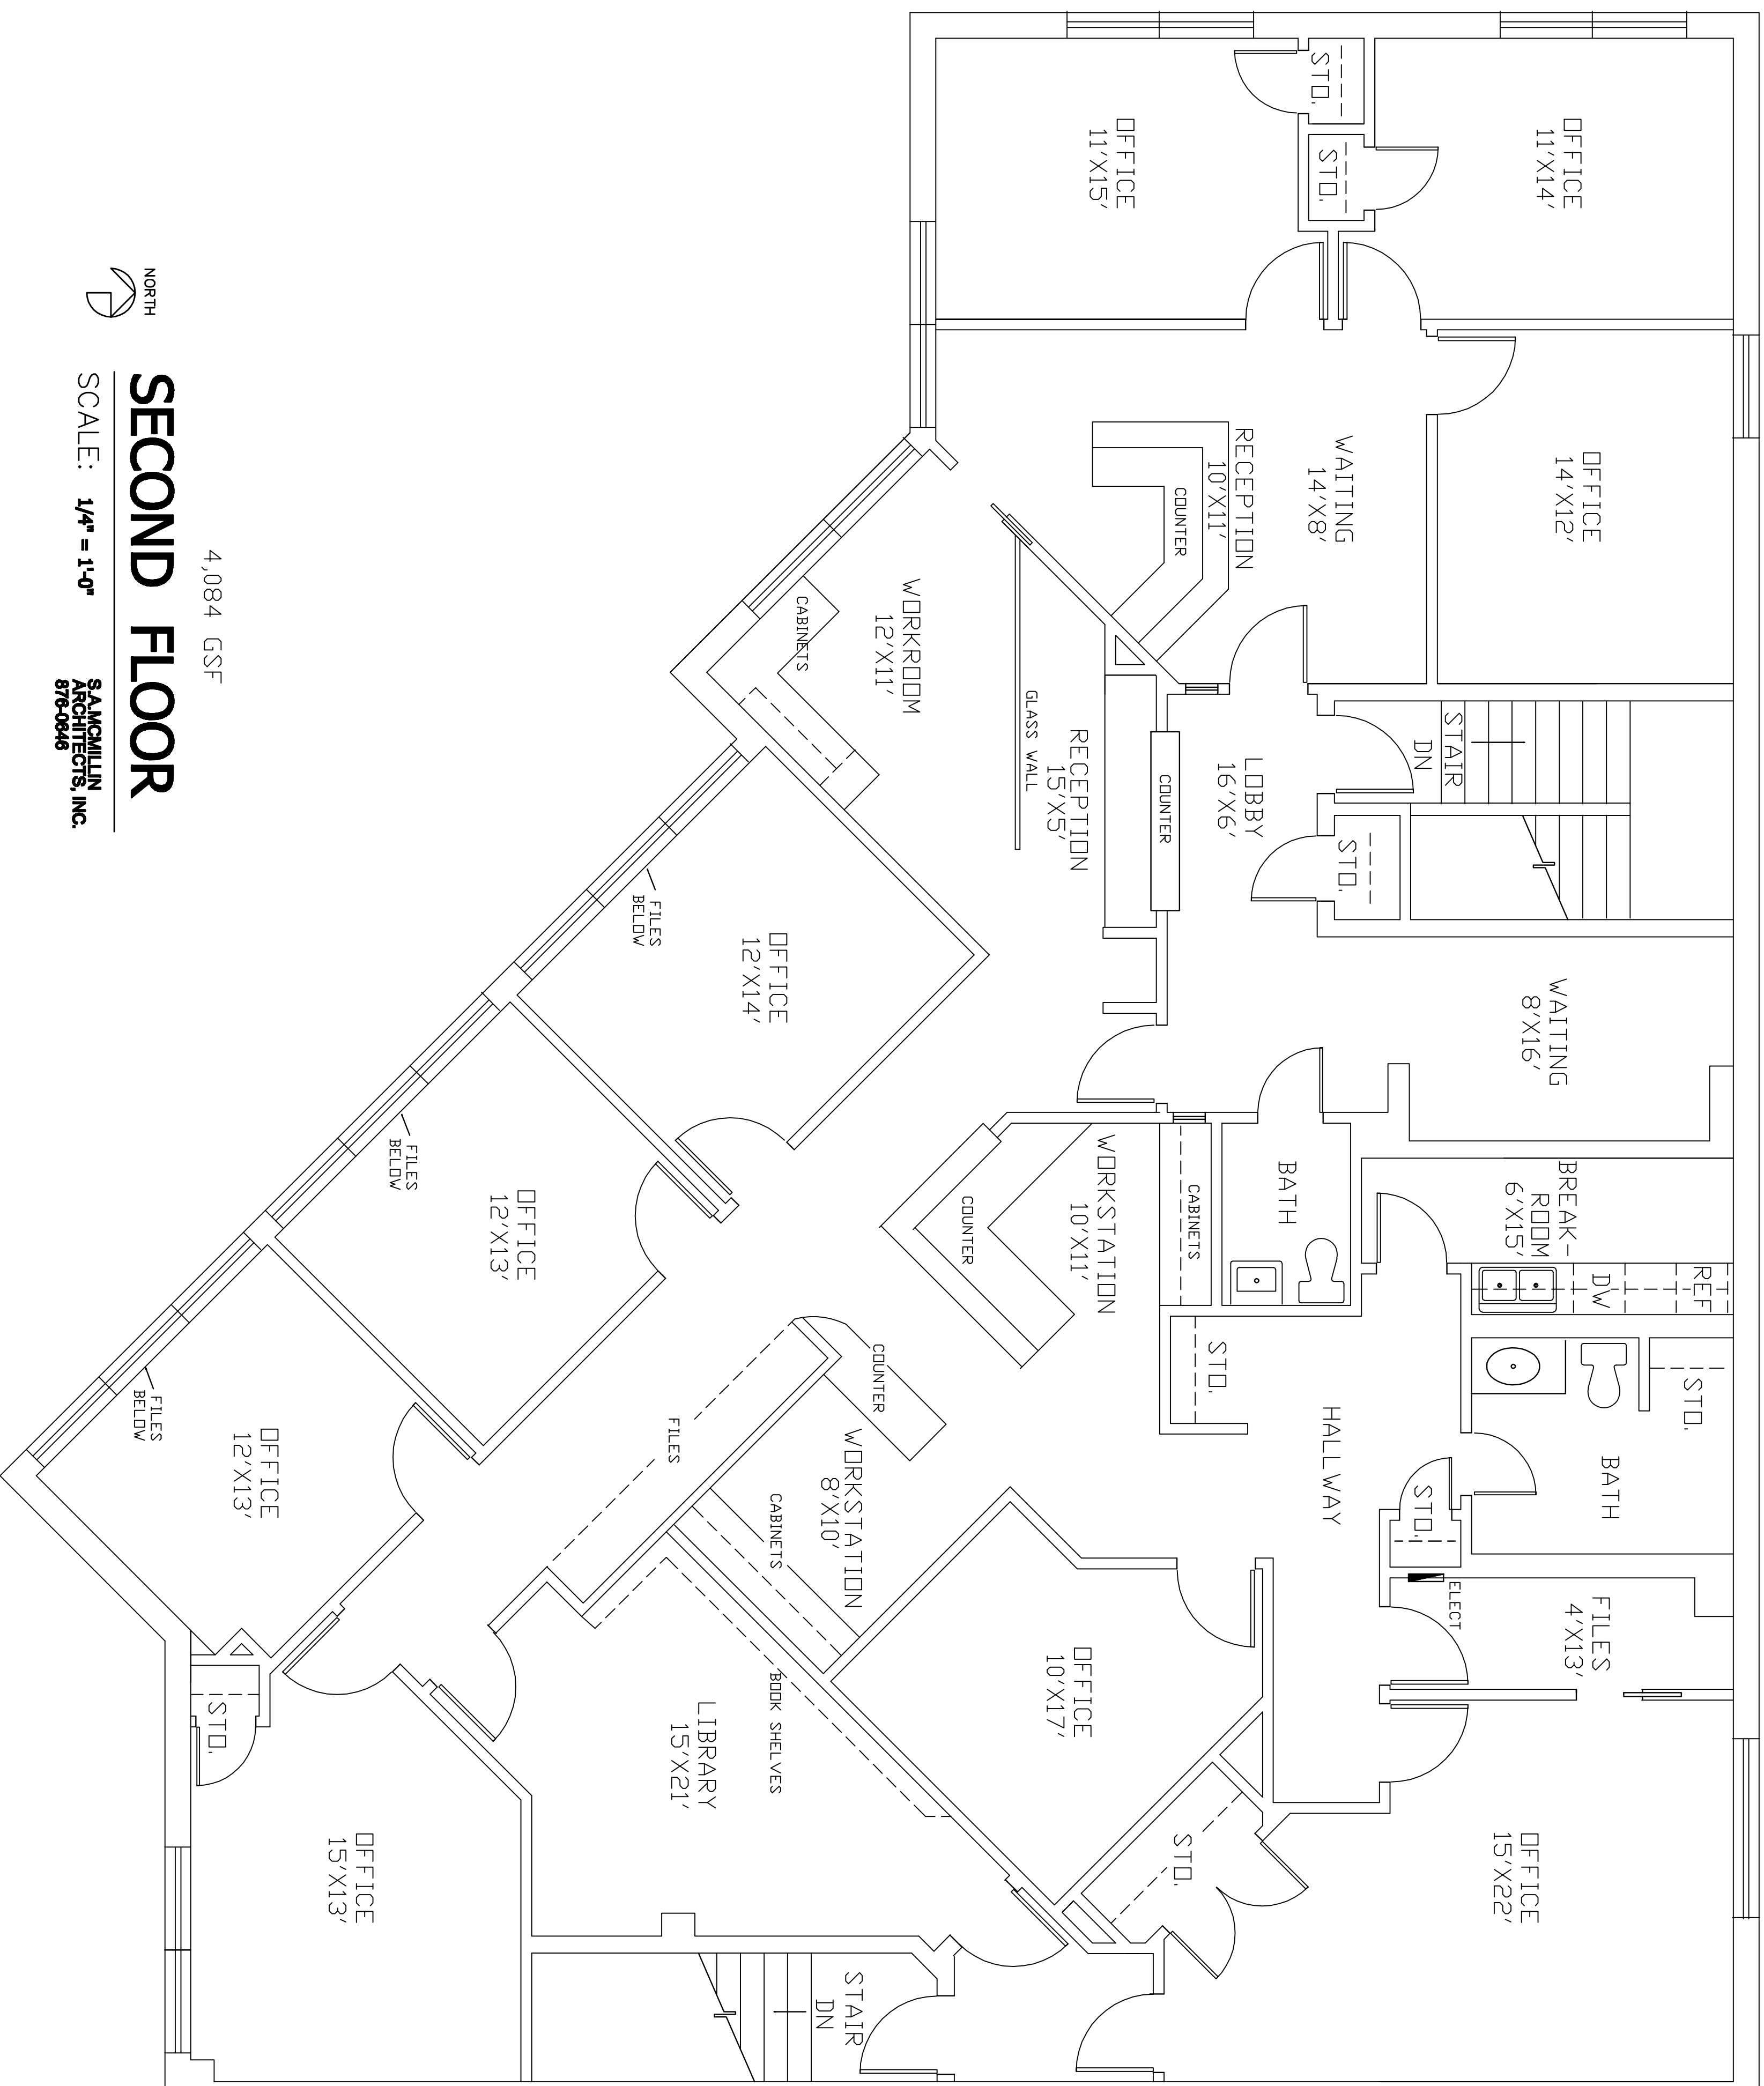 OFFICE
11'X14'
OFFICE
14'X12'
WAITING
8'X16'
BREAK-
ROOM
6'X15'
REF
DW
STO.
BATH
FILES
4'X13'
OFFICE
15'X22'
ELECT
STAIR
DN
STO.
STO.
STO.
STO.
WAITING
14'X8'
HALLWAY
BATH
LOBBY
16'X6'
RECEPTION
10'X11'
COUNTER
COUNTER
CABINETS
STO.
STO.
OFFICE
11'X15'
RECEPTION
15'X5'
GLASS WALL
WORKSTATION
10'X11'
COUNTER
OFFICE
10'X17'
WORKROOM
12'X11'
CABINETS
COUNTER
WORKSTATION
8'X10'
CABINETS
BOOK SHELVES
STAIR
DN
OFFICE
12'X14'
FILES
BELOW
FILES
LIBRARY
15'X21'
OFFICE
12'X13'
FILES
BELOW
OFFICE
15'X13'
OFFICE
12'X13'
STO.
FILES
BELOW
4,084 GSF
NORTH
SECOND FLOOR
SCALE: 1/4" = 1'-0"
S.A.MCMILLIN
ARCHITECTS, INC.
876-0646